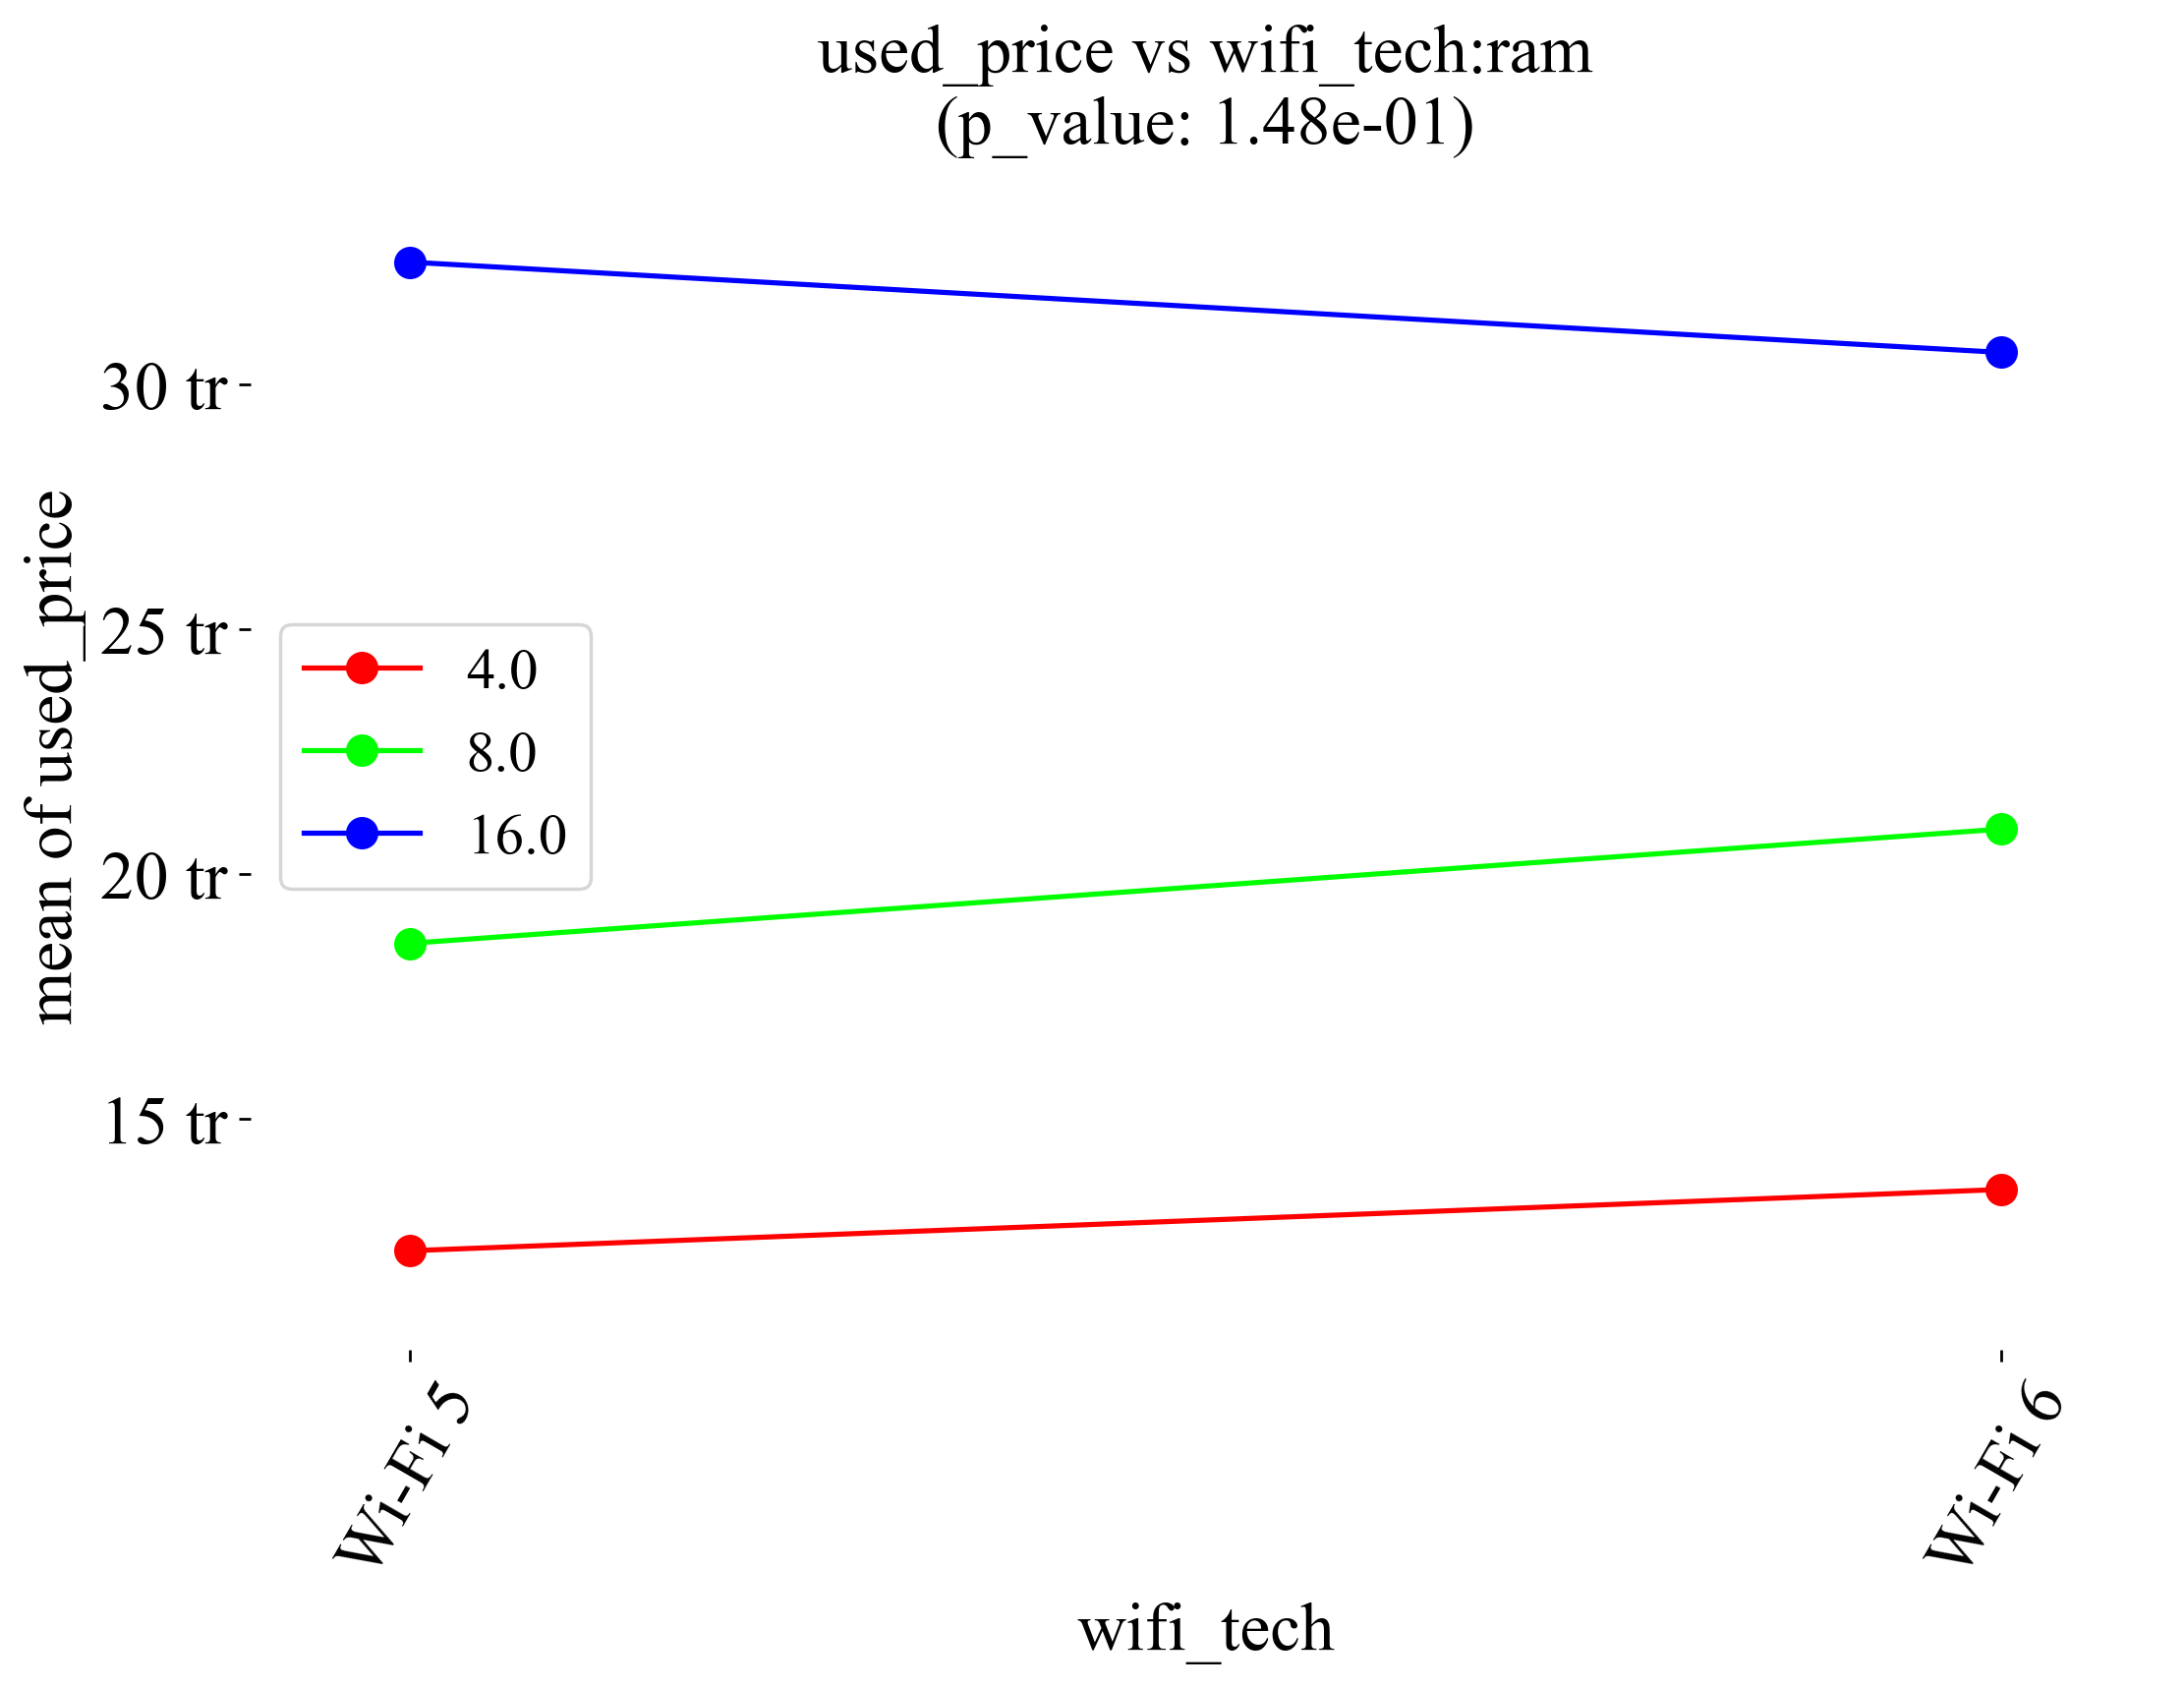 used_price vs wifi_tech:ram
(p_value: 1.48e-01)
mean of used_price
30 tr
25 tr
20 tr
15 tr
4.0
8.0
16.0
Wi-Fi 5
Wi-Fi 6
wifi_tech